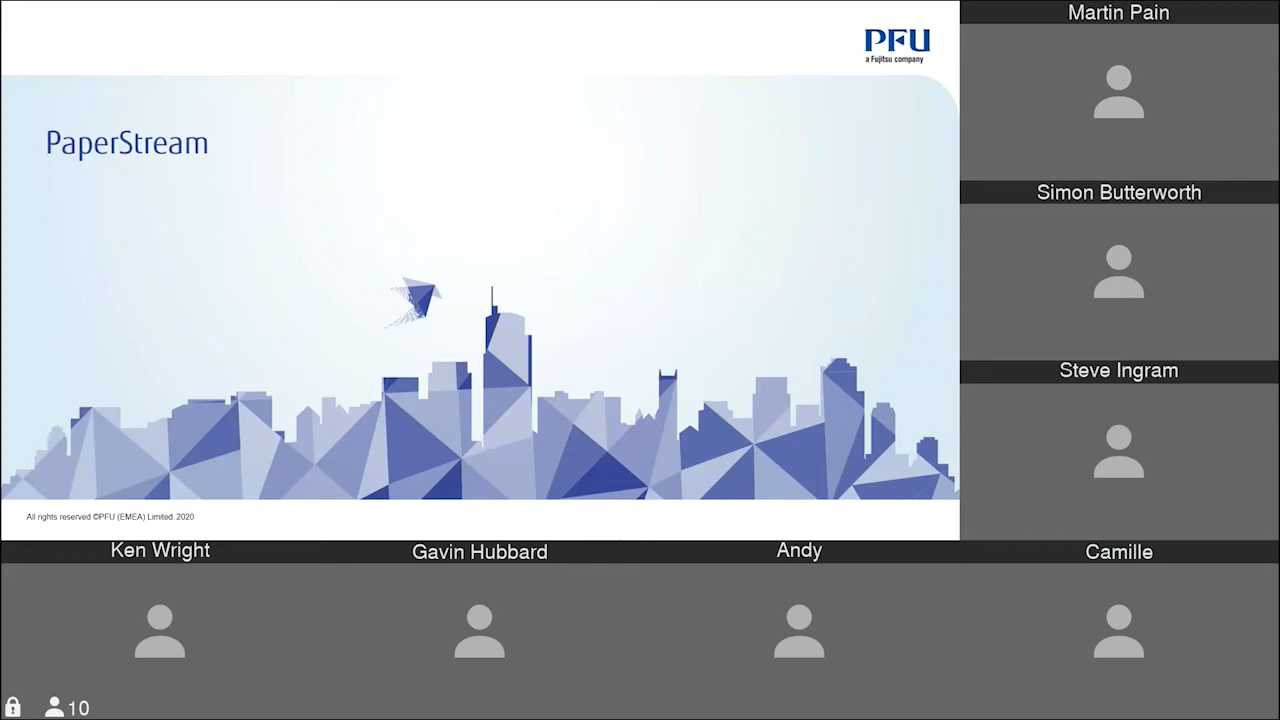 PFU
a Fujitsu company
PaperStream
All rights reserved ©PFU (EMEA) Limited. 2020
Martin Pain
Simon Butterworth
Steve Ingram
Ken Wright
Gavin Hubbard
Andy
Camille
10